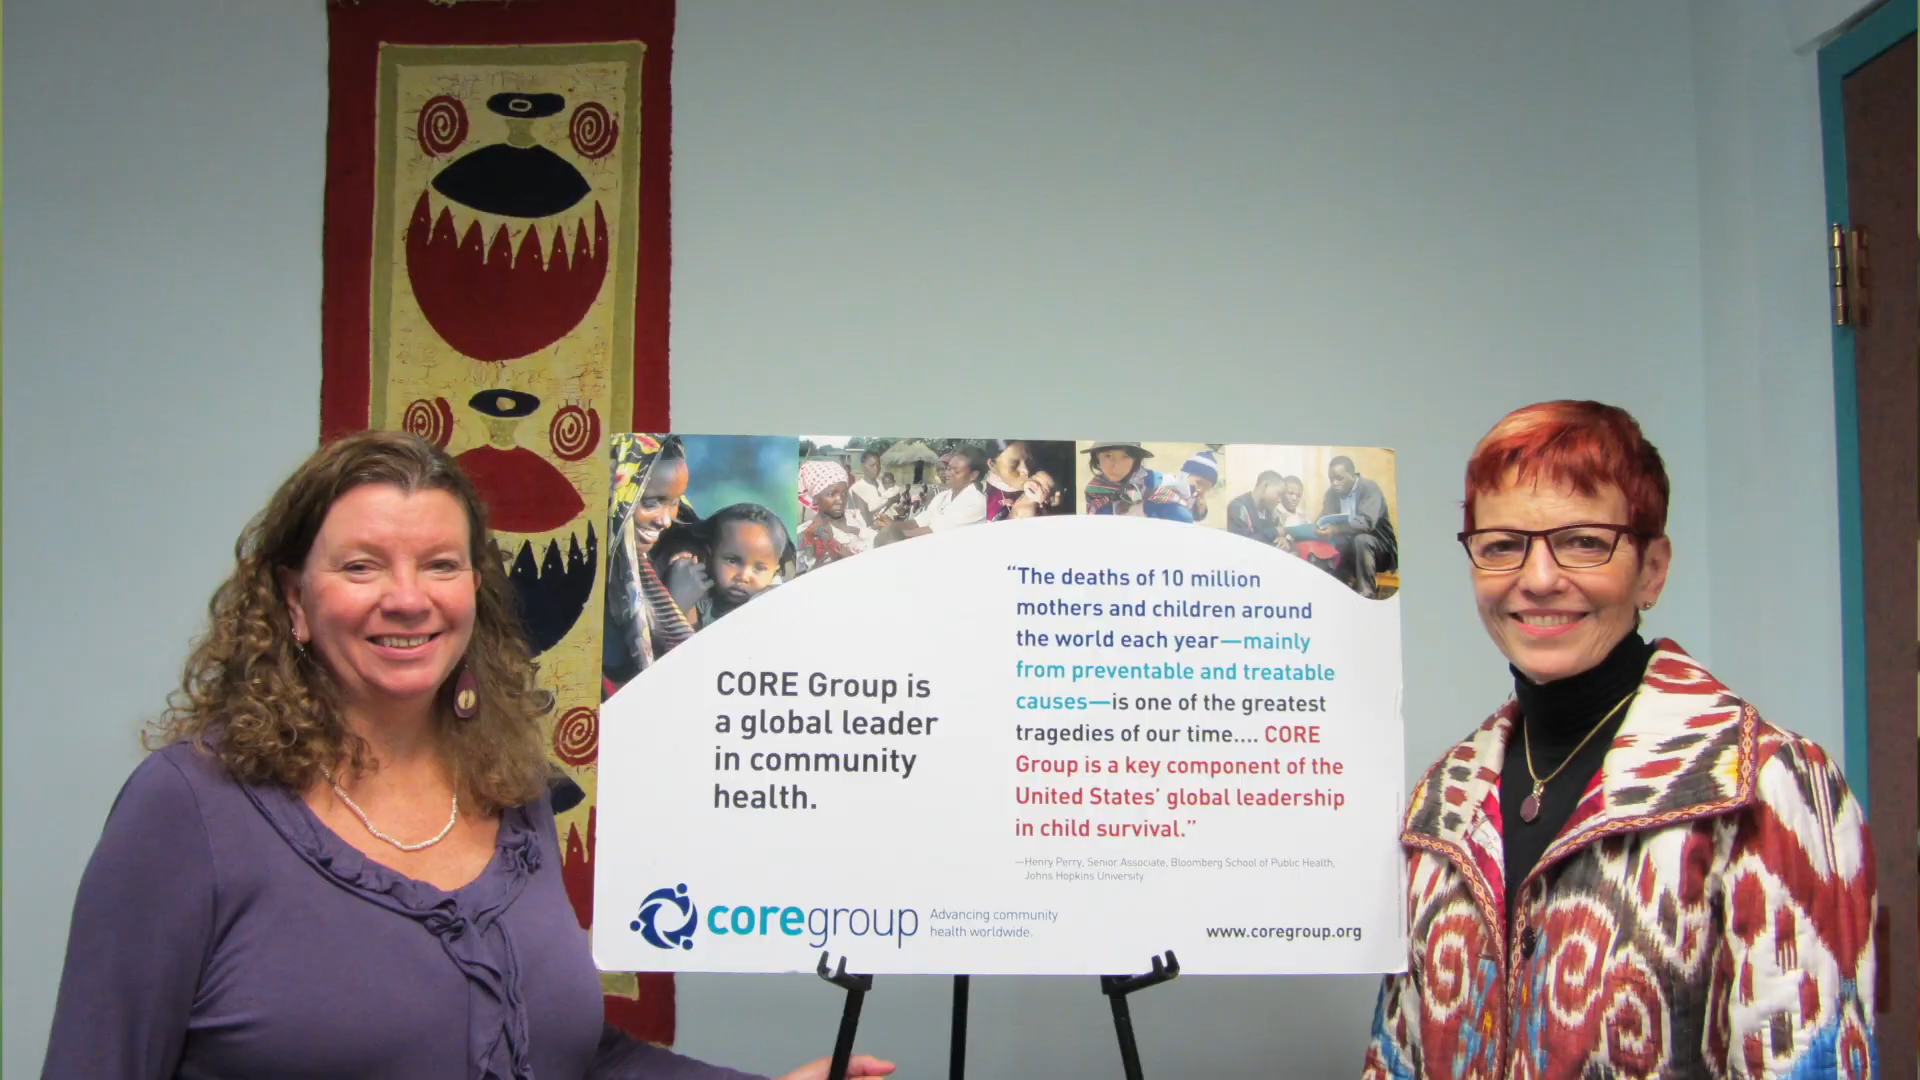 CORE Group is
a global leader
in community
health.
“The deaths of 10 million
mothers and children around
the world each year—mainly
from preventable and treatable
causes—is one of the greatest
tragedies of our time.... CORE
Group is a key component of the
United States’ global leadership
in child survival.”
—Henry Perry, Senior Associate, Bloomberg School of Public Health,
Johns Hopkins University
coregroup
Advancing community
health worldwide.
www.coregroup.org